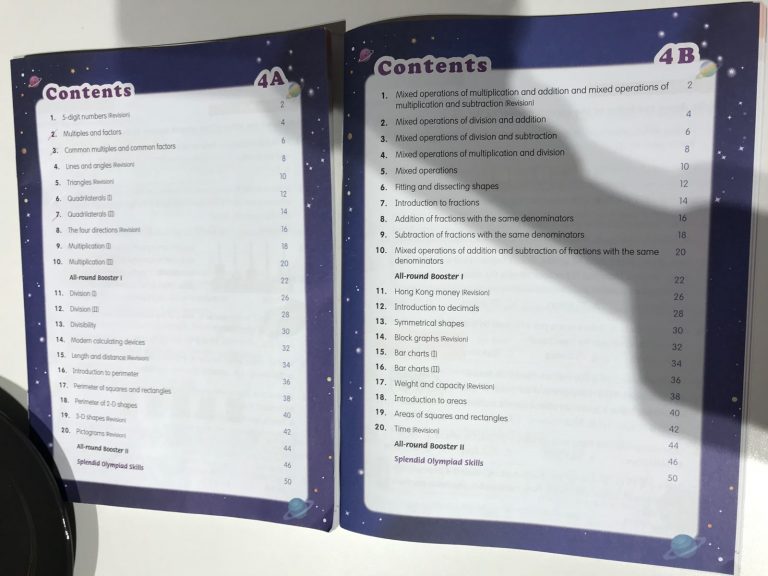 Contents 4A
1. 5-digit numbers (Revision) 2
2. Multiples and factors 4
3. Common multiples and common factors 6
4. Lines and angles (Revision) 8
5. Triangles (Revision) 10
6. Quadrilaterals (I) 12
7. Quadrilaterals (II) 14
8. The four directions (Revision) 16
9. Multiplication (I) 18
10. Multiplication (II) 20
All-round Booster I 22
11. Division (I) 26
12. Division (II) 28
13. Divisibility 30
14. Modern calculating devices 32
15. Length and distance (Revision) 34
16. Introduction to perimeter 36
17. Perimeter of squares and rectangles 38
18. Perimeter of 2-D shapes 40
19. 3-D shapes (Revision) 42
20. Pictograms (Revision) 44
All-round Booster II 46
Splendid Olympiad Skills 50
Contents 4B
1. Mixed operations of multiplication and addition and mixed operations of 2
multiplication and subtraction (Revision)
2. Mixed operations of division and addition 4
3. Mixed operations of division and subtraction 6
4. Mixed operations of multiplication and division 8
5. Mixed operations 10
6. Fitting and dissecting shapes 12
7. Introduction to fractions 14
8. Addition of fractions with the same denominators 16
9. Subtraction of fractions with the same denominators 18
10. Mixed operations of addition and subtraction of fractions with the same 20
denominators
All-round Booster I 22
11. Hong Kong money (Revision) 26
12. Introduction to decimals 28
13. Symmetrical shapes 30
14. Block graphs (Revision) 32
15. Bar charts (I) 34
16. Bar charts (II) 36
17. Weight and capacity (Revision) 38
18. Introduction to areas 40
19. Areas of squares and rectangles 42
20. Time (Revision) 44
All-round Booster II 46
Splendid Olympiad Skills 50